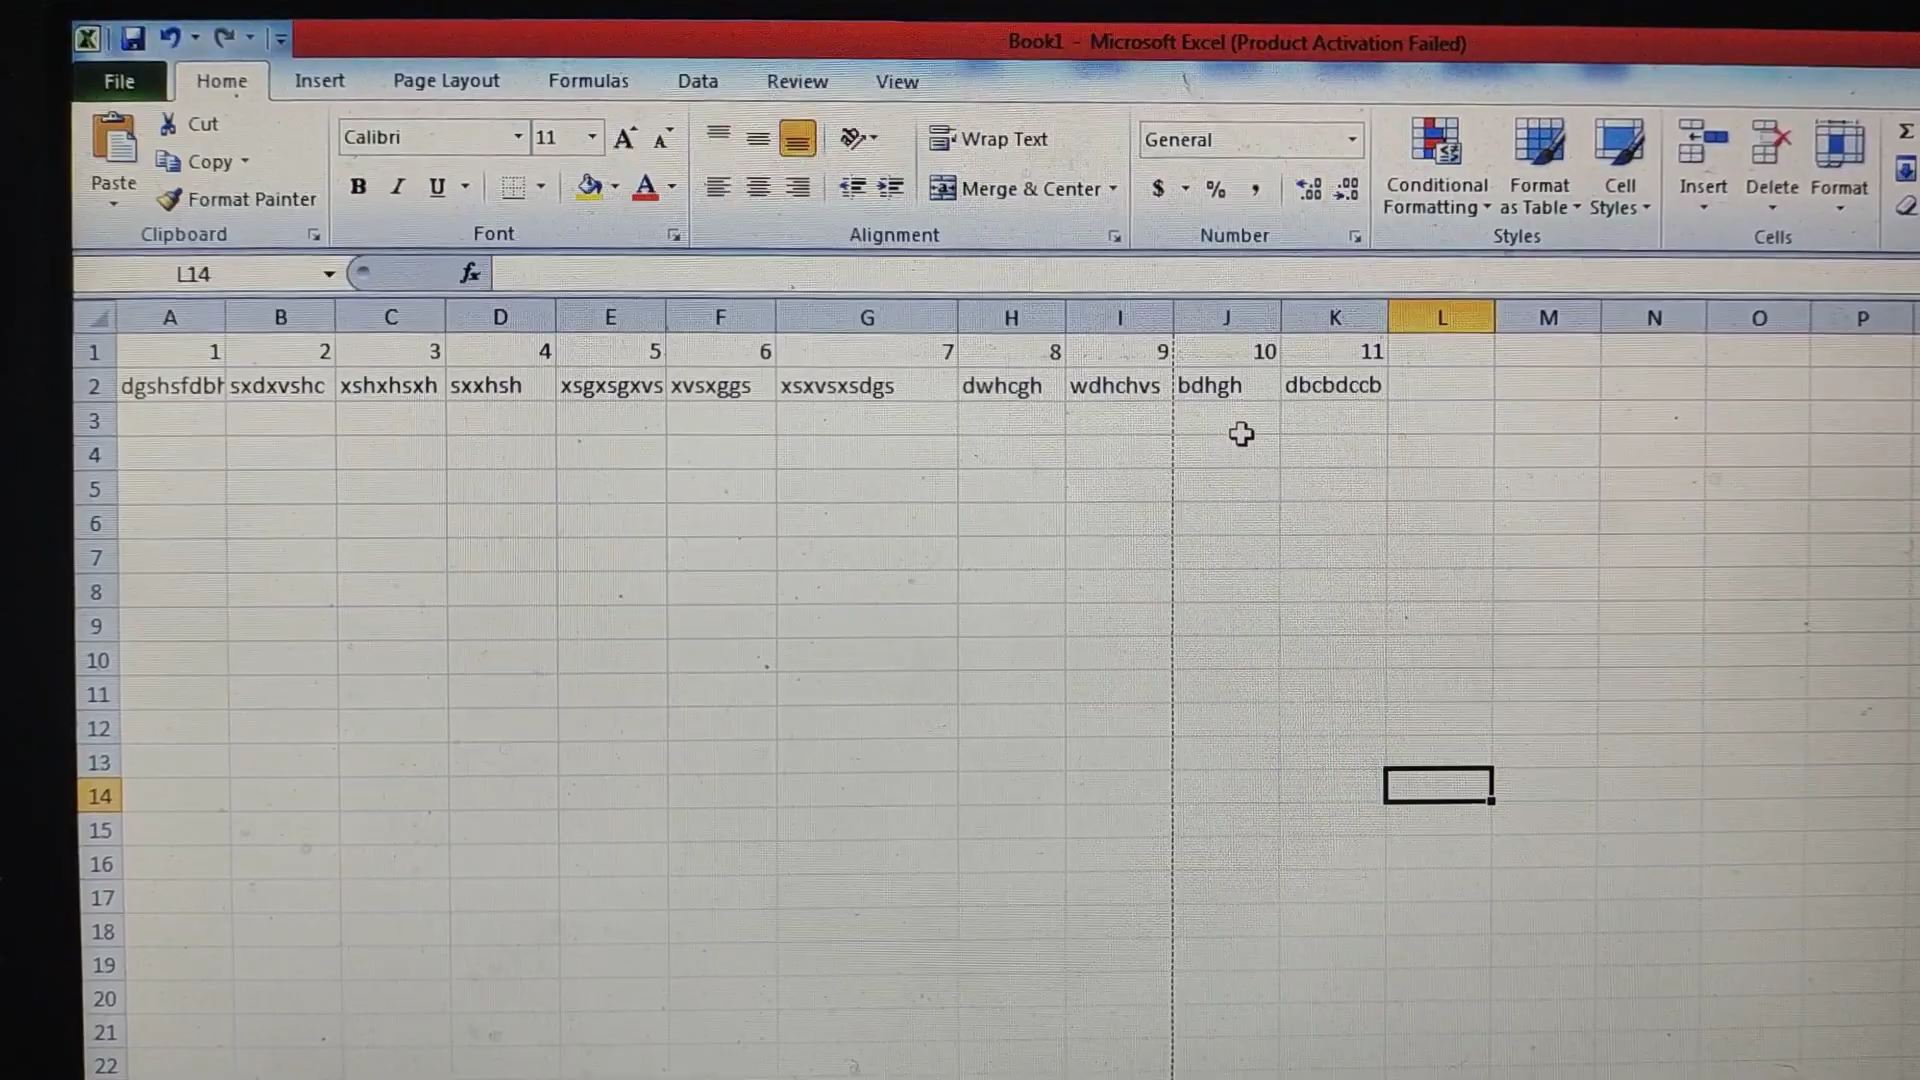 Book1 - Microsoft Excel (Product Activation Failed)
File Home Insert Page Layout Formulas Data Review View
Cut
Copy
Format Painter
Paste
Clipboard
Calibri 11
B I U
Font
Wrap Text
Merge & Center
Alignment
General
$ % ,
Number
Conditional Formatting
Format as Table
Cell Styles
Styles
Insert Delete Format
Cells
Σ
L14 fx
A B C D E F G H I J K L M N O P
1 1 2 3 4 5 6 7 8 9 10 11
2 dgshsfdbh sxdxvshc xshxhsxh sxxhsh xsgxsgxvs xvsxggs xsxvsxsdgs dwhcgh wdhchvs bdhgh dbcbdccb
3
4
5
6
7
8
9
10
11
12
13
14
15
16
17
18
19
20
21
22